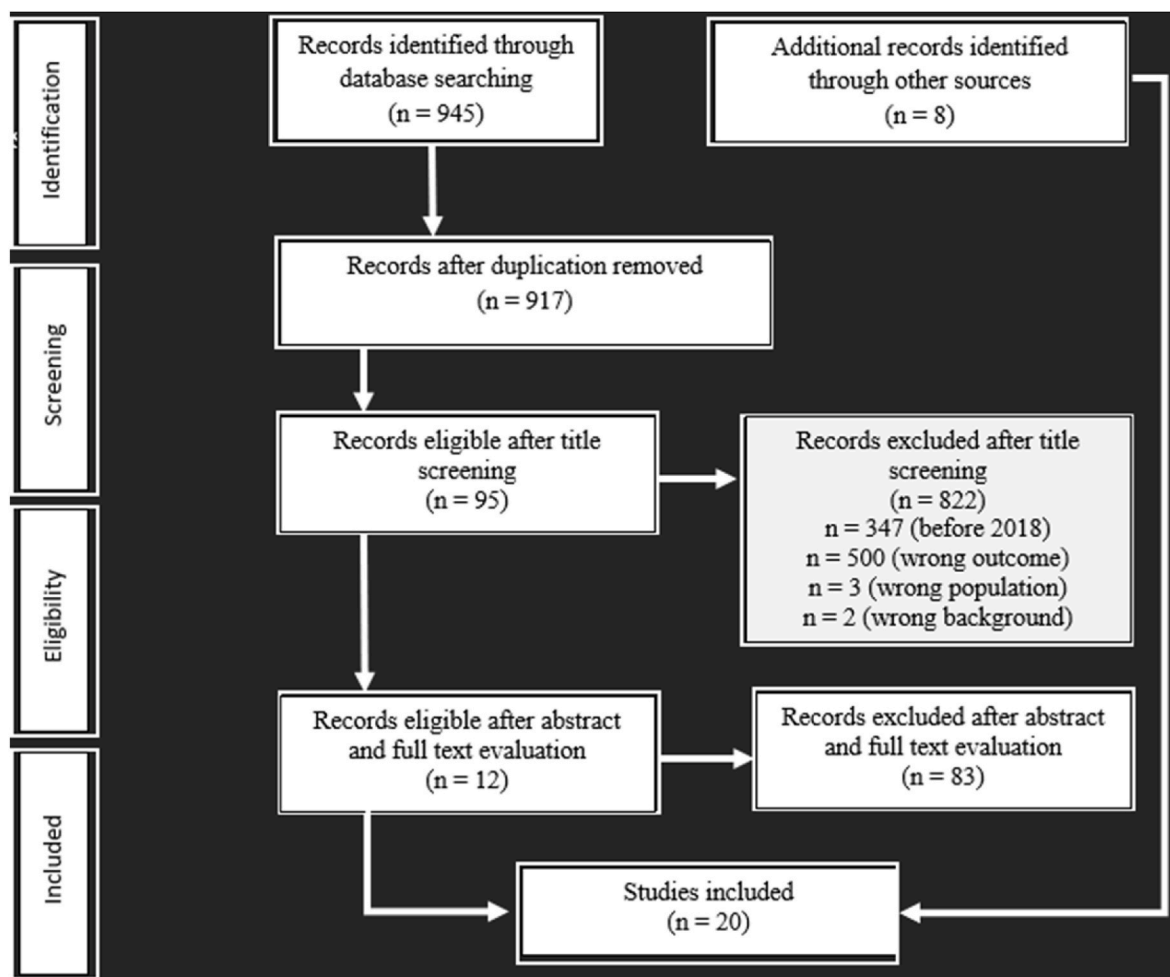 Identification
Records identified through
database searching
(n = 945)
Additional records identified
through other sources
(n = 8)
Screening
Records after duplication removed
(n = 917)
Records eligible after title
screening
(n = 95)
Records excluded after title
screening
(n = 822)
n = 347 (before 2018)
n = 500 (wrong outcome)
n = 3 (wrong population)
n = 2 (wrong background)
Eligibility
Records eligible after abstract
and full text evaluation
(n = 12)
Records excluded after abstract
and full text evaluation
(n = 83)
Included
Studies included
(n = 20)